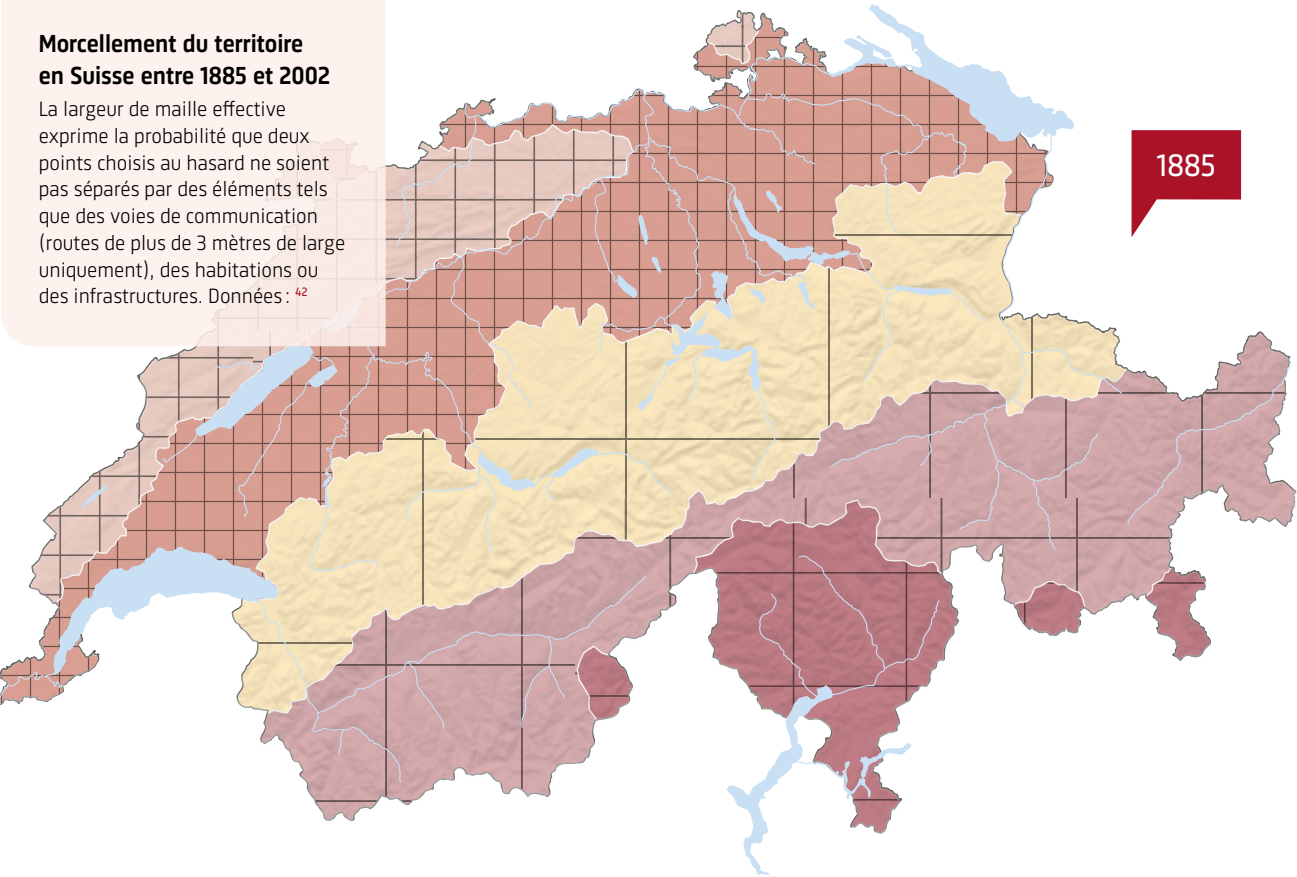 Morcellement du territoire
en Suisse entre 1885 et 2002
La largeur de maille effective
exprime la probabilité que deux
points choisis au hasard ne soient
pas séparés par des éléments tels
que des voies de communication
(routes de plus de 3 mètres de large
uniquement), des habitations ou
des infrastructures. Données : 42
1885